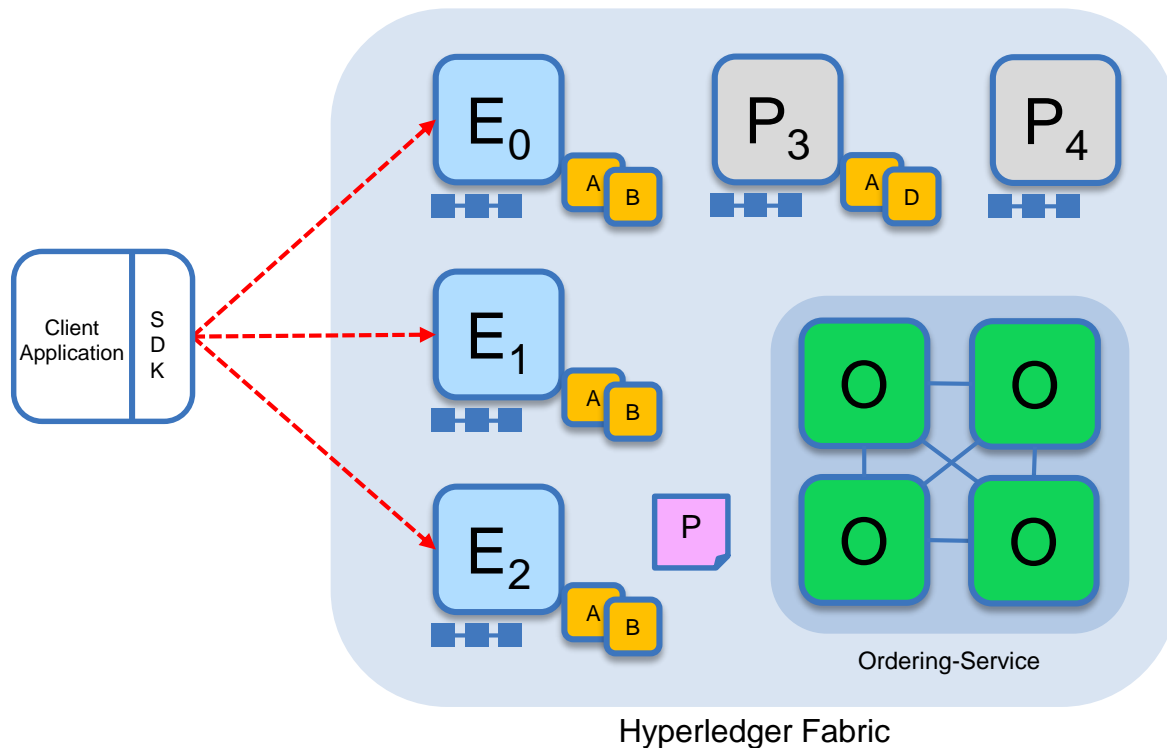 E0
A
B
P3
A
D
P4
Client
Application
S
D
K
E1
A
B
E2
A
B
P
O
O
O
O
Ordering-Service
Hyperledger Fabric